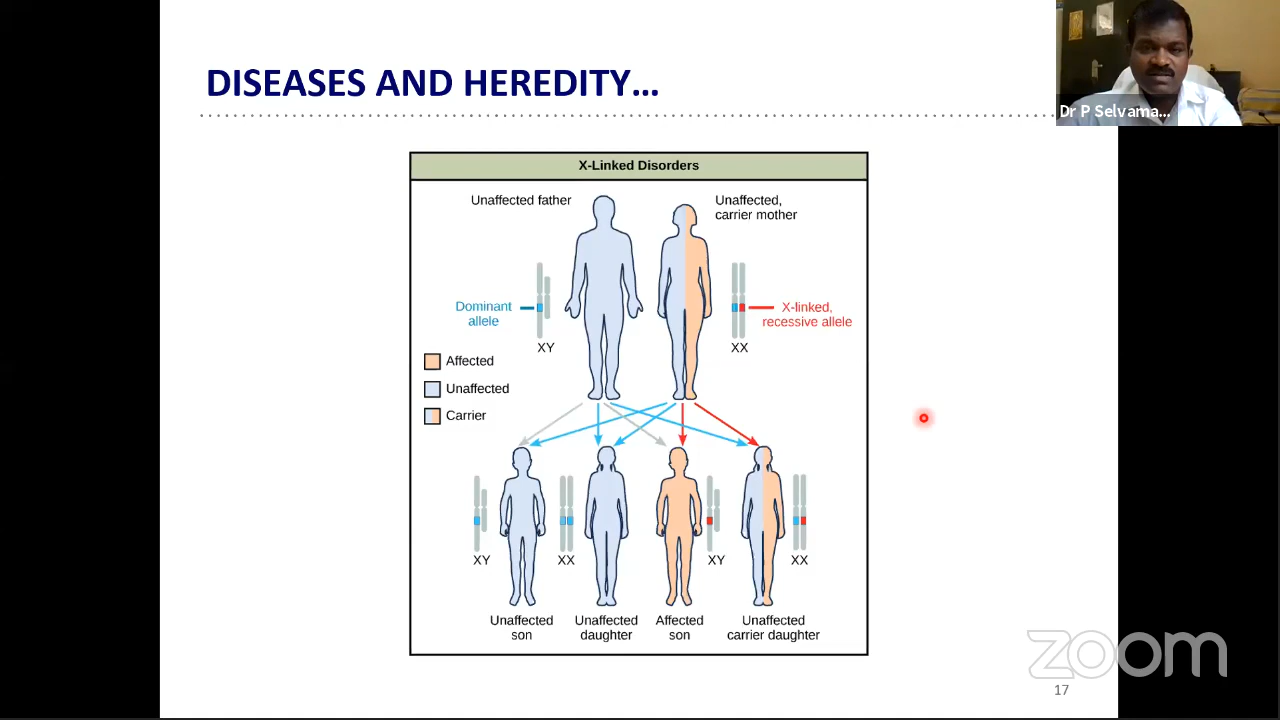 DISEASES AND HEREDITY…
Dr P Selvama...
X-Linked Disorders
Unaffected father
Unaffected,
carrier mother
Dominant
allele
X-linked,
recessive allele
XY
XX
Affected
Unaffected
Carrier
XY
XX
XY
XX
Unaffected
son
Unaffected
daughter
Affected
son
Unaffected
carrier daughter
zoom
17